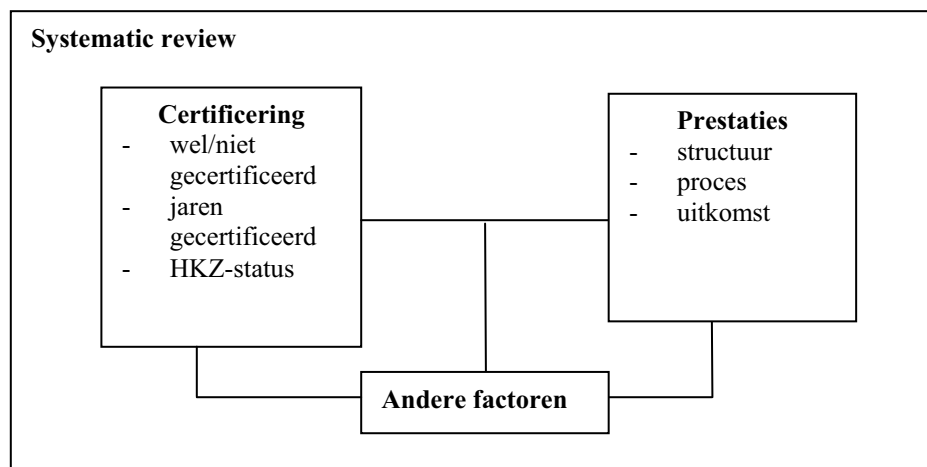 Systematic review
Certificering
- wel/niet
gecertificeerd
- jaren
gecertificeerd
- HKZ-status
Prestaties
- structuur
- proces
- uitkomst
Andere factoren